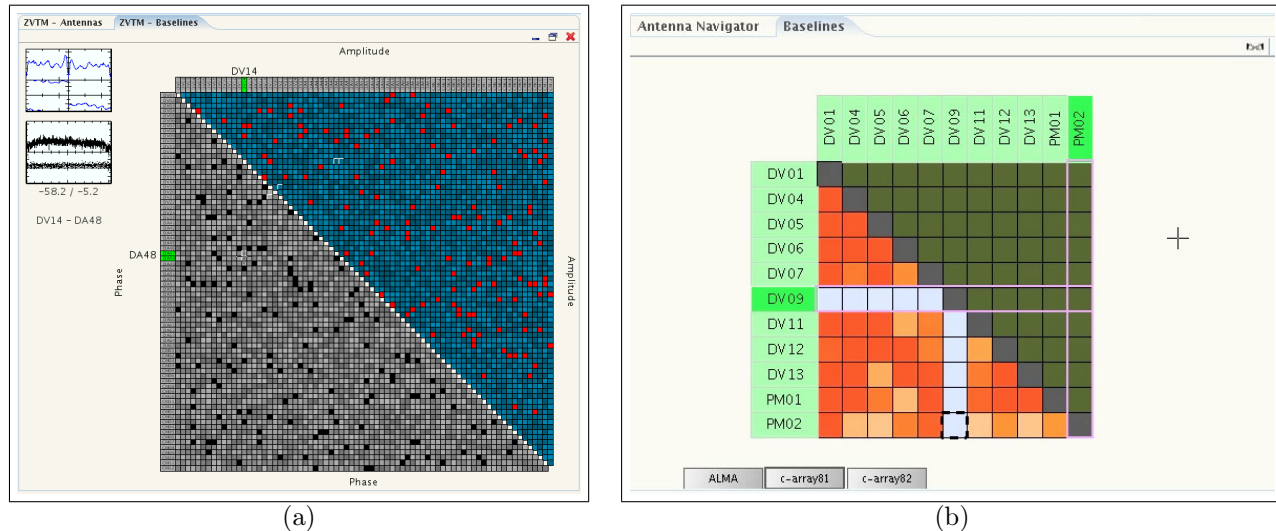 ZVTM - Antennas ZVTM - Baselines
Amplitude
DV14
-58.2 / -5.2
DV14 - DA48
DA48
Phase
Amplitude
Phase
(a)
Antenna Navigator Baselines
DV01 DV04 DV05 DV06 DV07 DV09 DV11 DV12 DV13 PM01 PM02
DV01
DV04
DV05
DV06
DV07
DV09
DV11
DV12
DV13
PM01
PM02
ALMA c-array81 c-array82
(b)